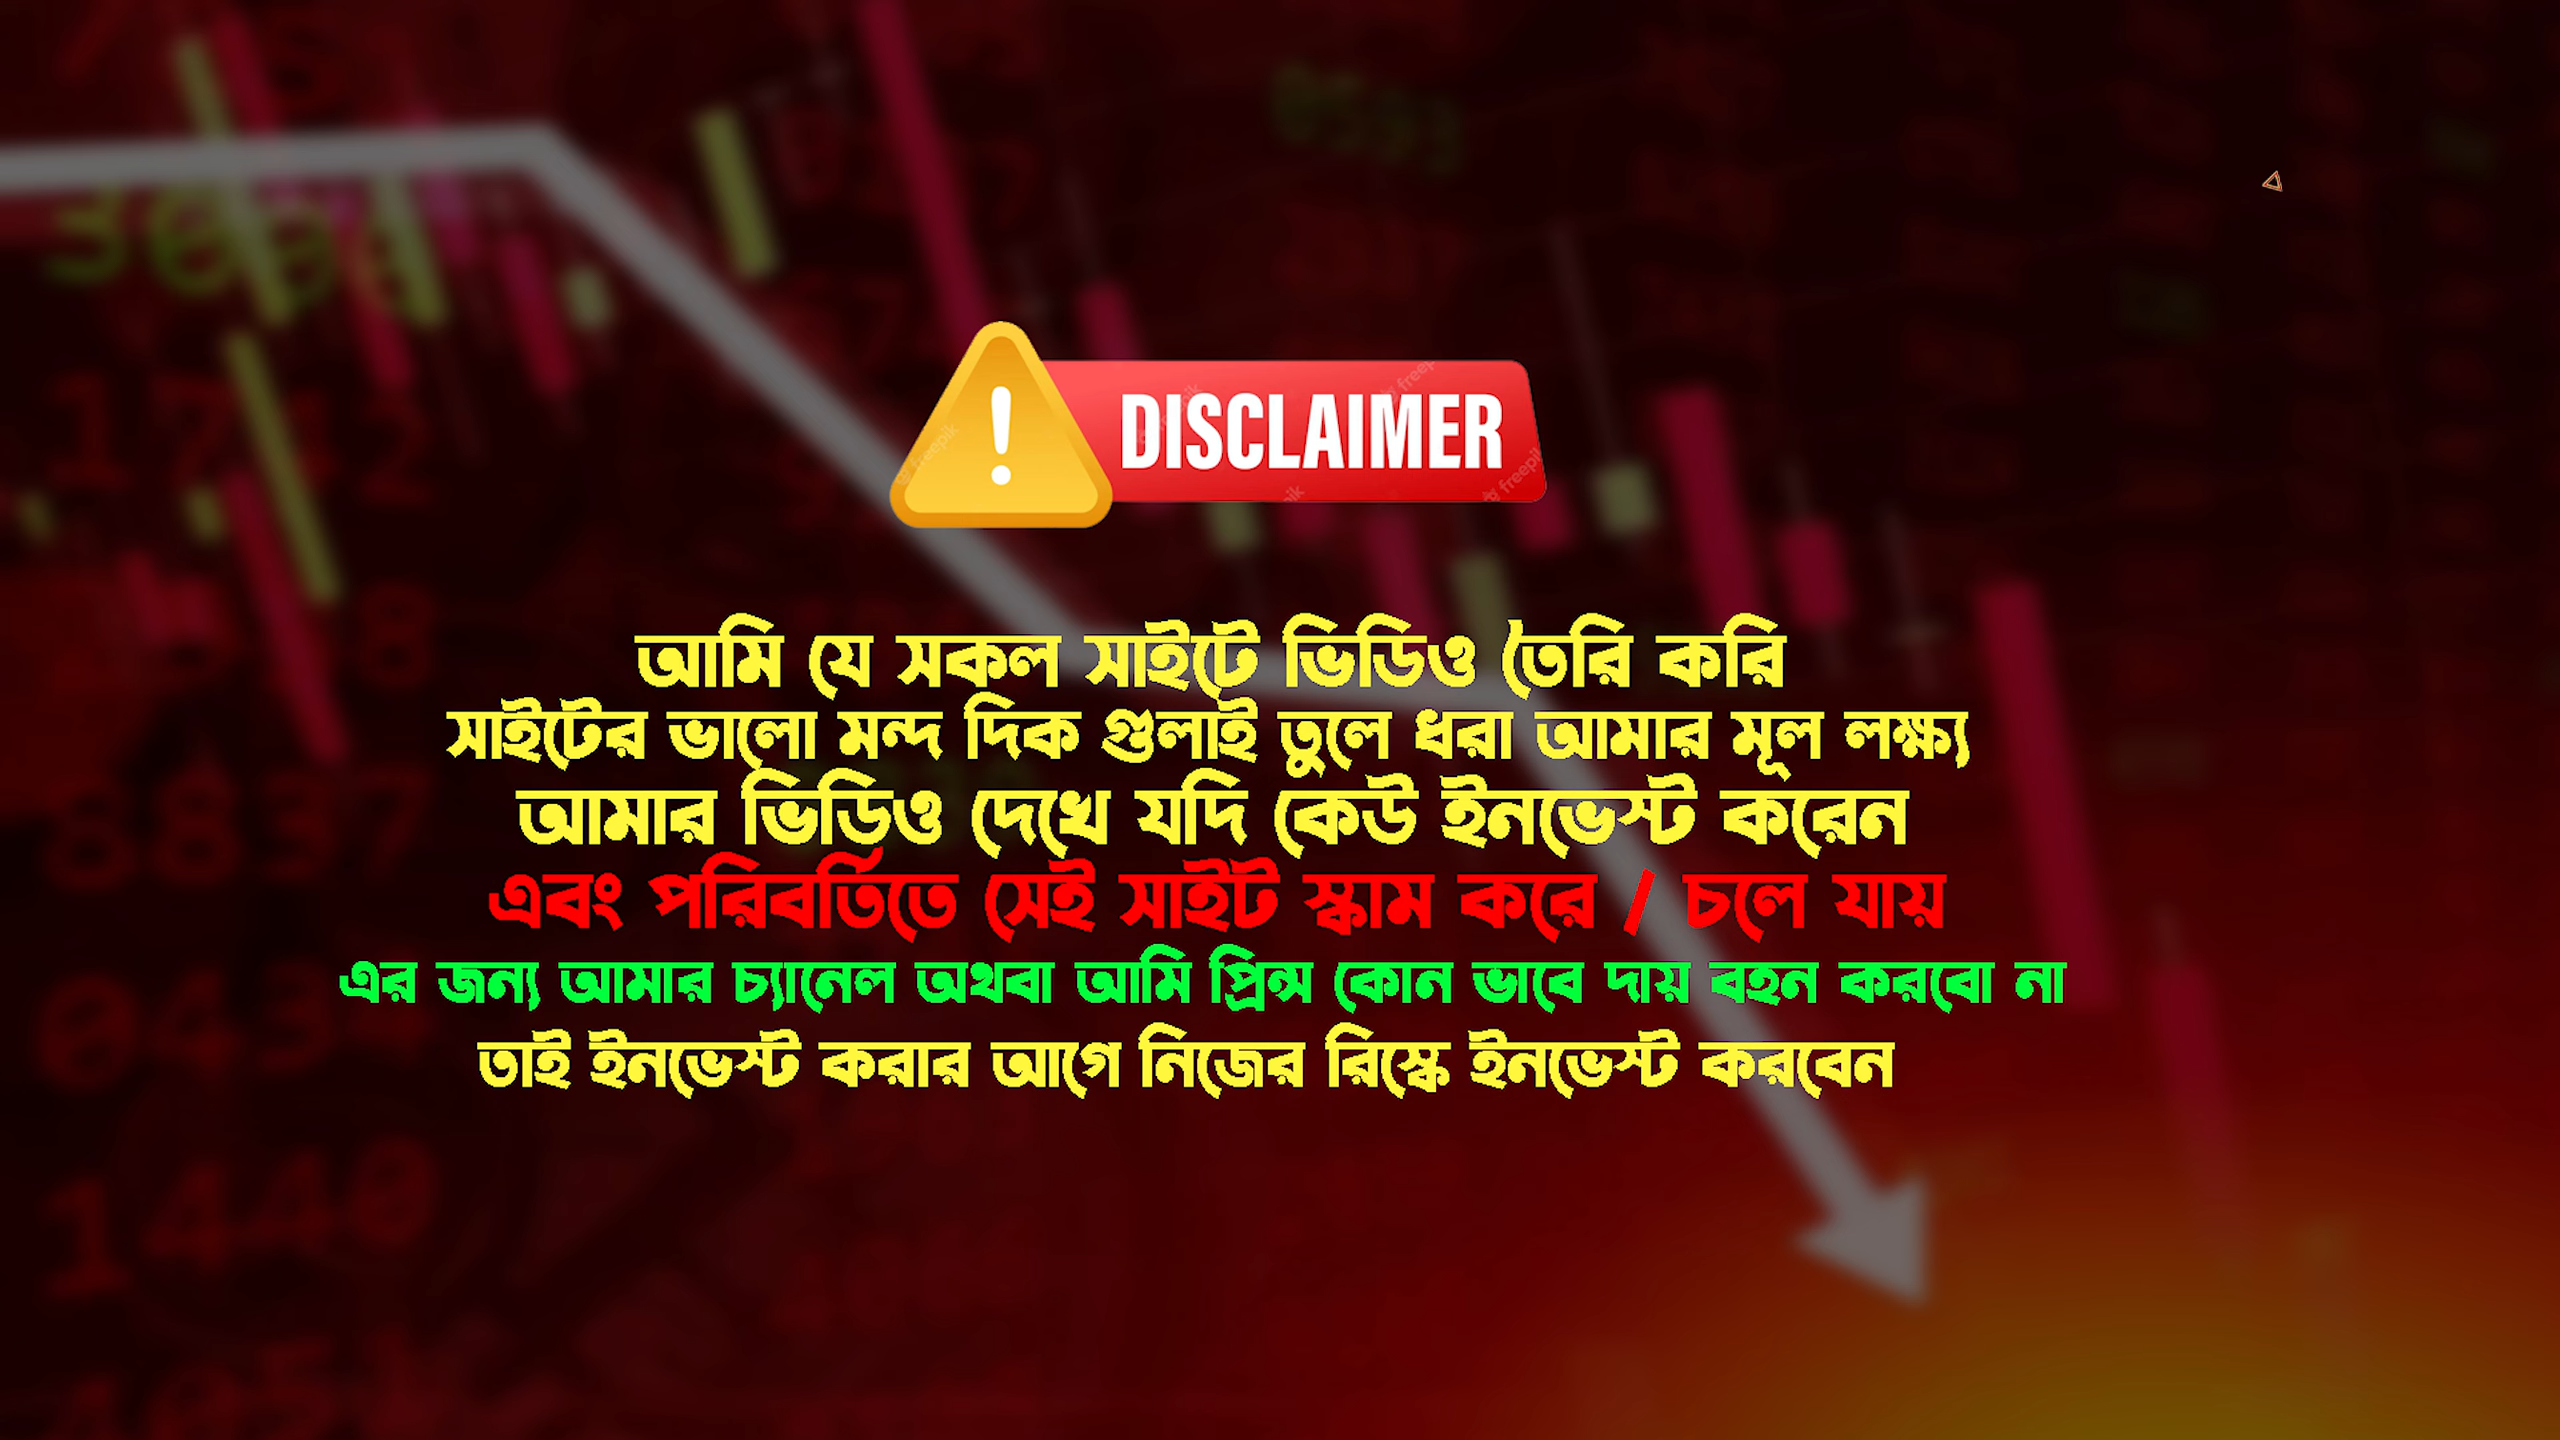 DISCLAIMER
আমি যে সকল সাইটে ভিডিও তৈরি করি
সাইটের ভালো মন্দ দিক গুলাই তুলে ধরা আমার মূল লক্ষ্য
আমার ভিডিও দেখে যদি কেউ ইনভেস্ট করেন
এবং পরিবর্তিতে সেই সাইট স্কাম করে / চলে যায়
এর জন্য আমার চ্যানেল অথবা আমি প্রিন্স কোন ভাবে দায় বহন করবো না
তাই ইনভেস্ট করার আগে নিজের রিস্কে ইনভেস্ট করবেন